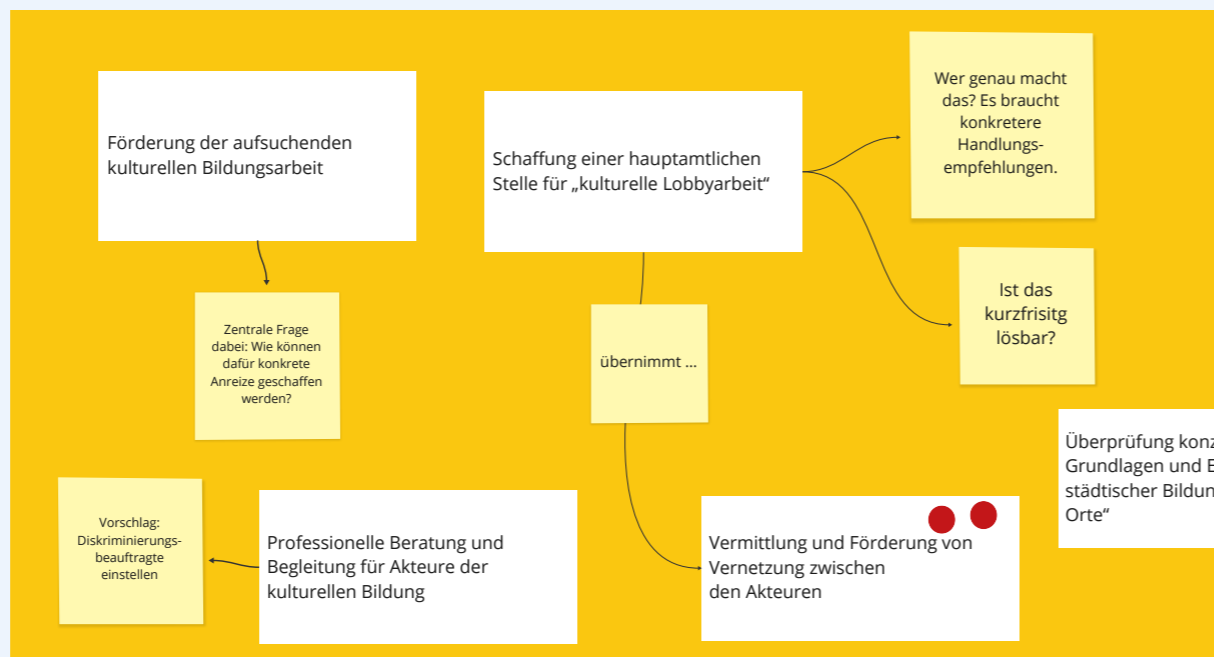 Förderung der aufsuchenden
kulturellen Bildungsarbeit
Zentrale Frage
dabei: Wie können
dafür konkrete
Anreize geschaffen
werden?
Schaffung einer hauptamtlichen
Stelle für „kulturelle Lobbyarbeit“
Wer genau macht
das? Es braucht
konkretere
Handlungs-
empfehlungen.
Ist das
kurzfrisitg
lösbar?
übernimmt ...
Vorschlag:
Diskriminierungs-
beauftragte
einstellen
Professionelle Beratung und
Begleitung für Akteure der
kulturellen Bildung
Vermittlung und Förderung von
Vernetzung zwischen
den Akteuren
Überprüfung
Grundlagen und
städtischer
Orte“